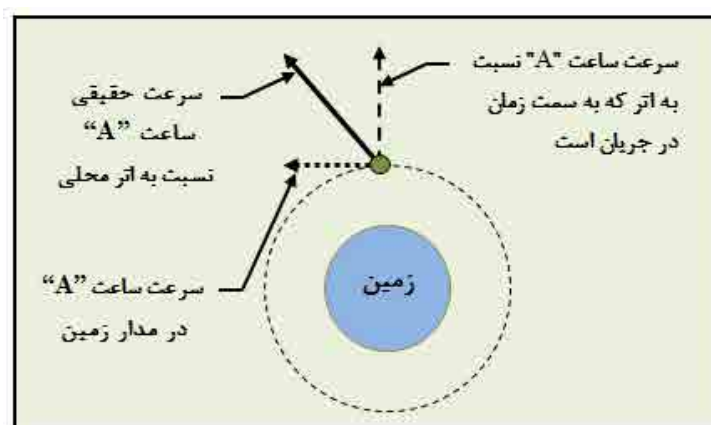 سرعت ساعت "A" نسبت
به اتر که به سمت زمان
در جریان است
سرعت حقیقی
ساعت “A”
نسبت به اتر محلی
سرعت ساعت “A”
در مدار زمین
زمین